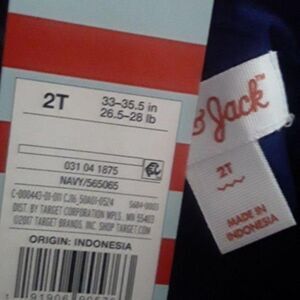 2T
33-35.5 in
26.5-28 lb
031 04 1875
NAVY/565065
DIST. BY TARGET CORPORATION MPLS, MN 55403
©2017 TARGET BRANDS, INC. SHOP TARGET.COM
ORIGIN: INDONESIA
& Jack™
2T
MADE IN
INDONESIA